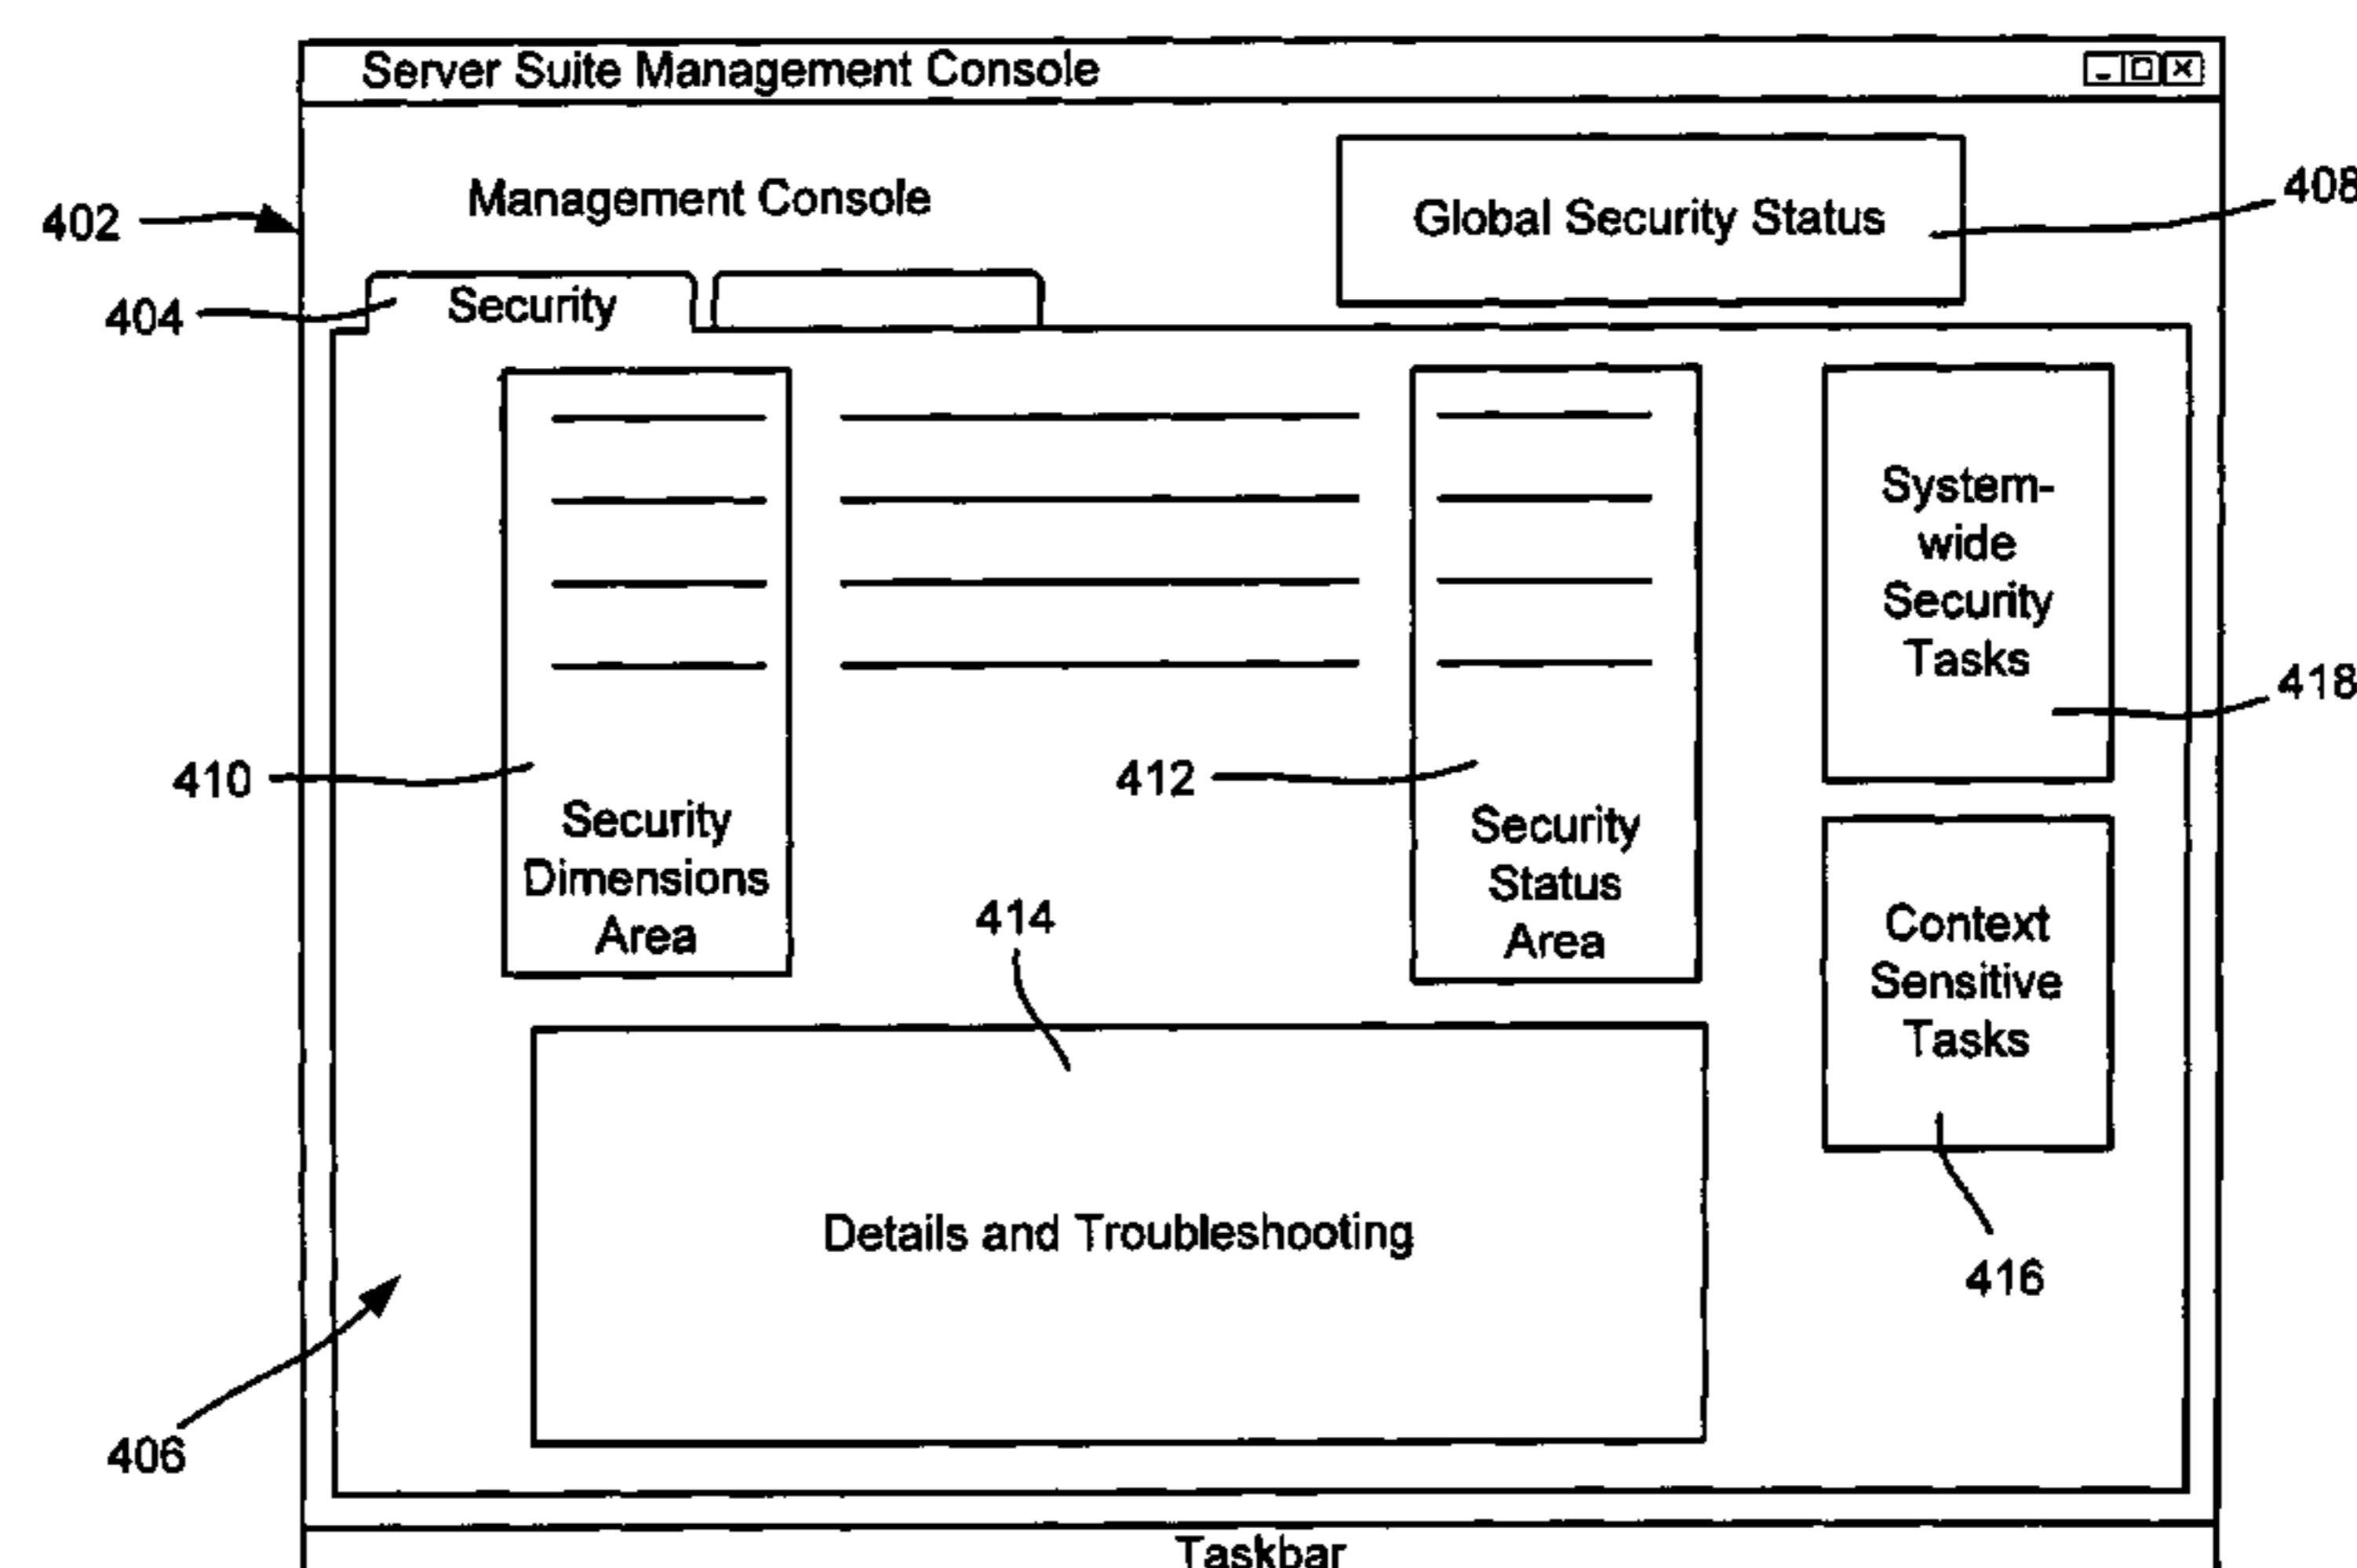 Server Suite Management Console
Management Console
Global Security Status
408
402
404
Security
System-
wide
Security
Tasks
418
410
412
Security
Dimensions
Area
Security
Status
Area
414
Context
Sensitive
Tasks
416
Details and Troubleshooting
406
Taskbar